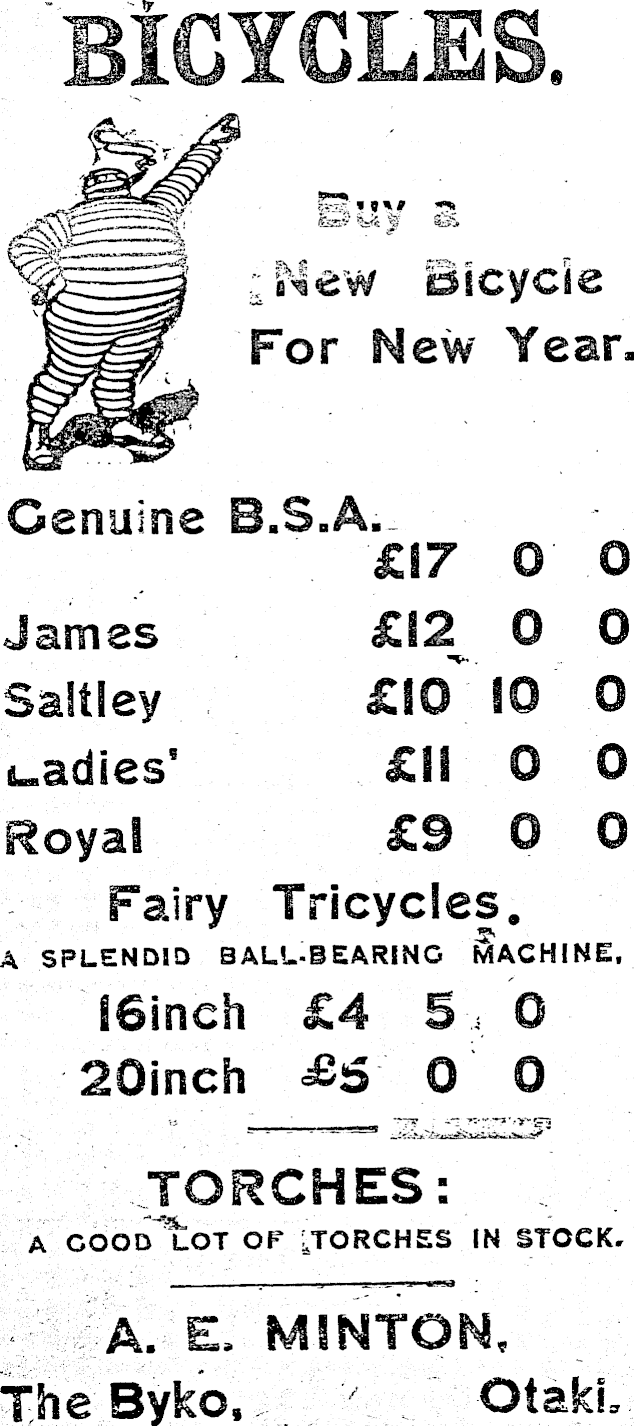 BICYCLES.
Buy a
New Bicycle
For New Year.
Genuine B.S.A.
£17 0 0
James £12 0 0
Saltley £10 10 0
Ladies' £11 0 0
Royal £9 0 0
Fairy Tricycles.
A SPLENDID BALL-BEARING MACHINE,
16inch £4 5 0
20inch £5 0 0
TORCHES:
A GOOD LOT OF TORCHES IN STOCK.
A. E. MINTON,
The Byko, Otaki.